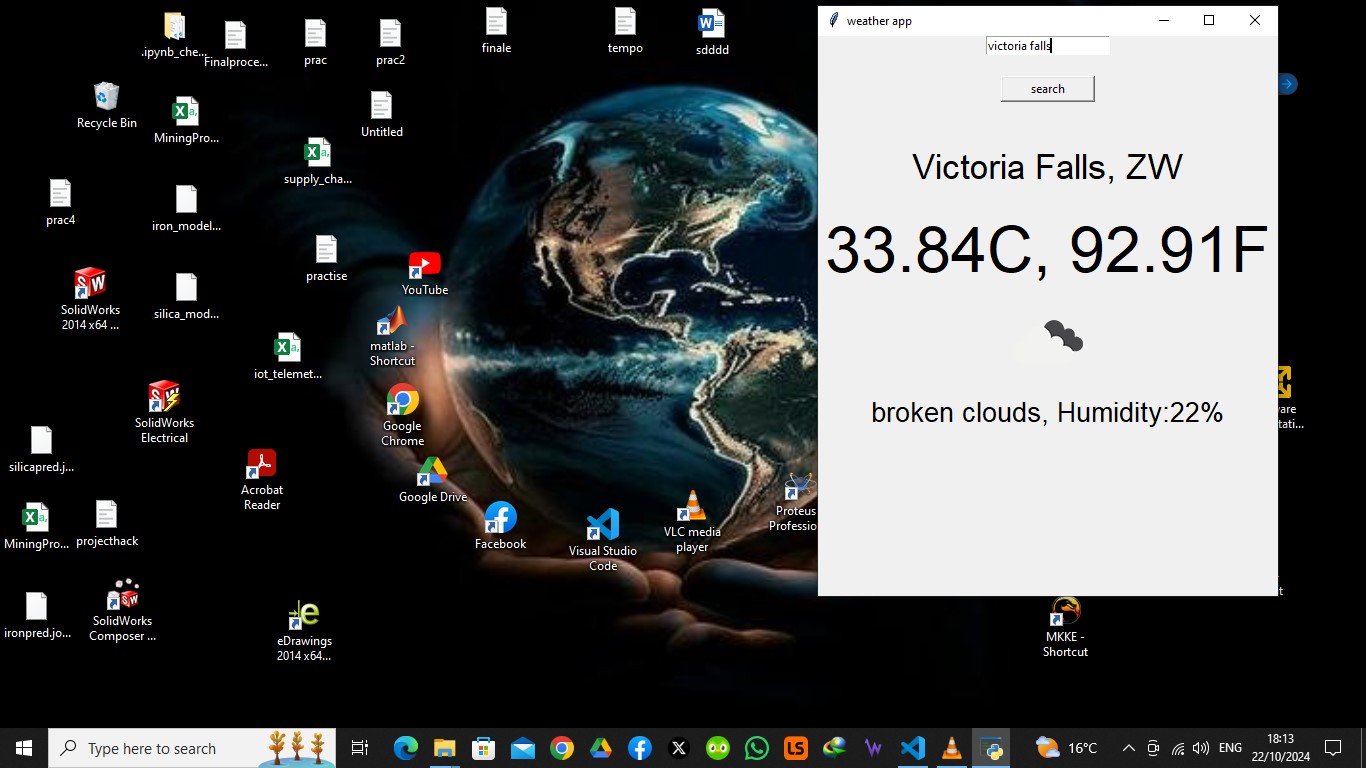 .ipynb_che...
Finalproce...
prac
prac2
finale
tempo
sdddd
Recycle Bin
MiningPro...
Untitled
supply_cha...
prac4
iron_model...
practise
YouTube
SolidWorks
2014 x64 ...
silica_mod...
matlab -
Shortcut
iot_telemet...
SolidWorks
Electrical
Google
Chrome
silicapred.j...
Acrobat
Reader
Google Drive
MiningPro...
projecthack
Facebook
Visual Studio
Code
VLC media
player
Proteus
Professio
ironpred.jo...
SolidWorks
Composer ...
eDrawings
2014 x64...
MKKE -
Shortcut
weather app
victoria falls
search
Victoria Falls, ZW
33.84C, 92.91F
broken clouds, Humidity:22%
ware
tati...
t
Type here to search
16°C
ENG
18:13
22/10/2024